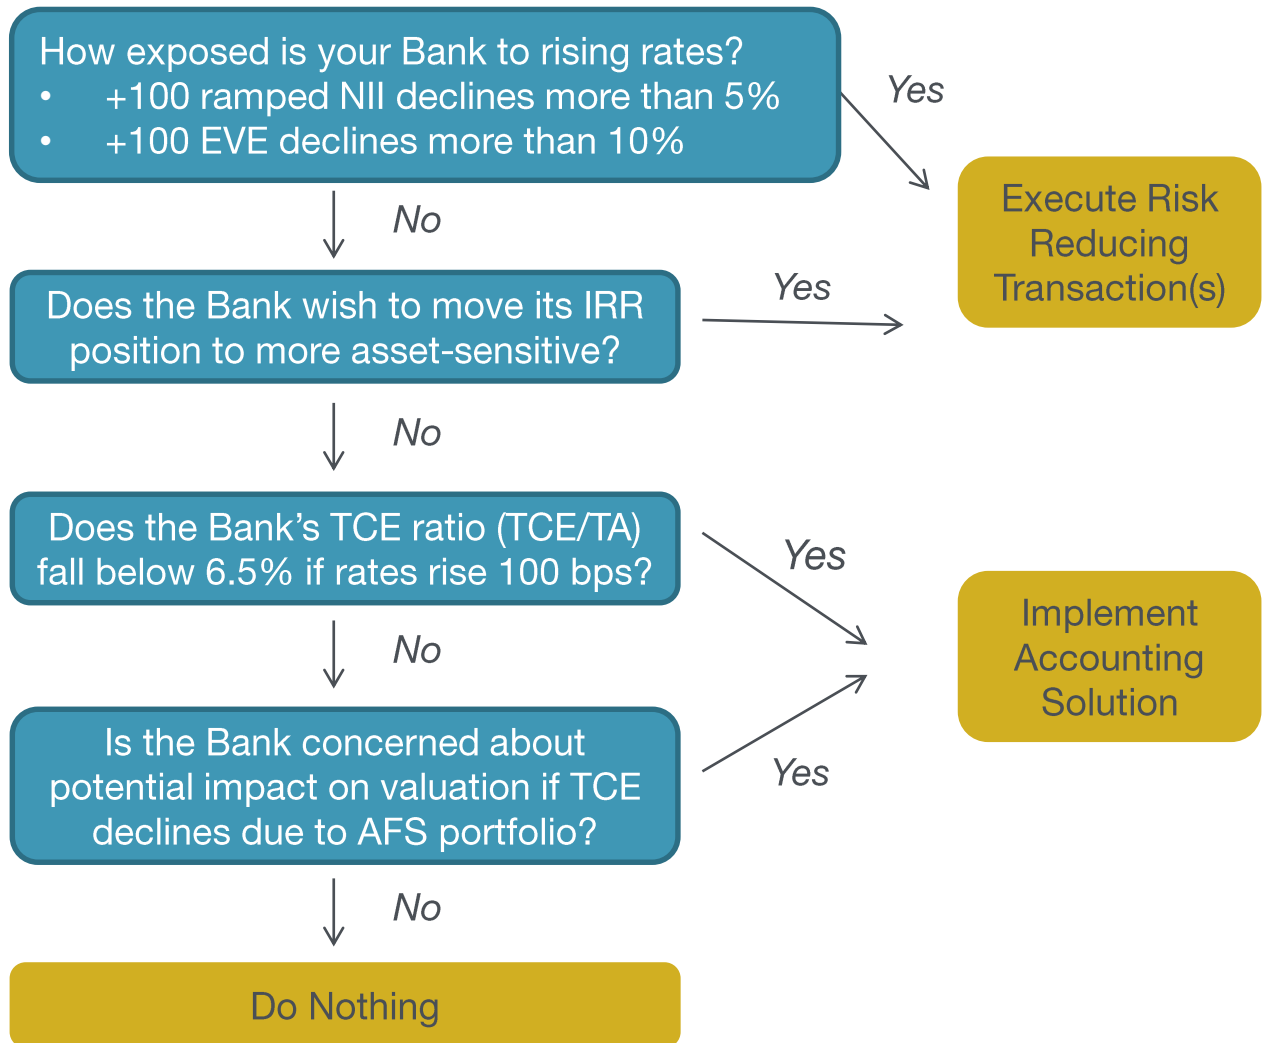 How exposed is your Bank to rising rates?
• +100 ramped NII declines more than 5%
• +100 EVE declines more than 10%
Yes
Execute Risk
Reducing
Transaction(s)
No
Does the Bank wish to move its IRR
position to more asset-sensitive?
Yes
No
Does the Bank’s TCE ratio (TCE/TA)
fall below 6.5% if rates rise 100 bps?
Yes
Implement
Accounting
Solution
No
Is the Bank concerned about
potential impact on valuation if TCE
declines due to AFS portfolio?
Yes
No
Do Nothing